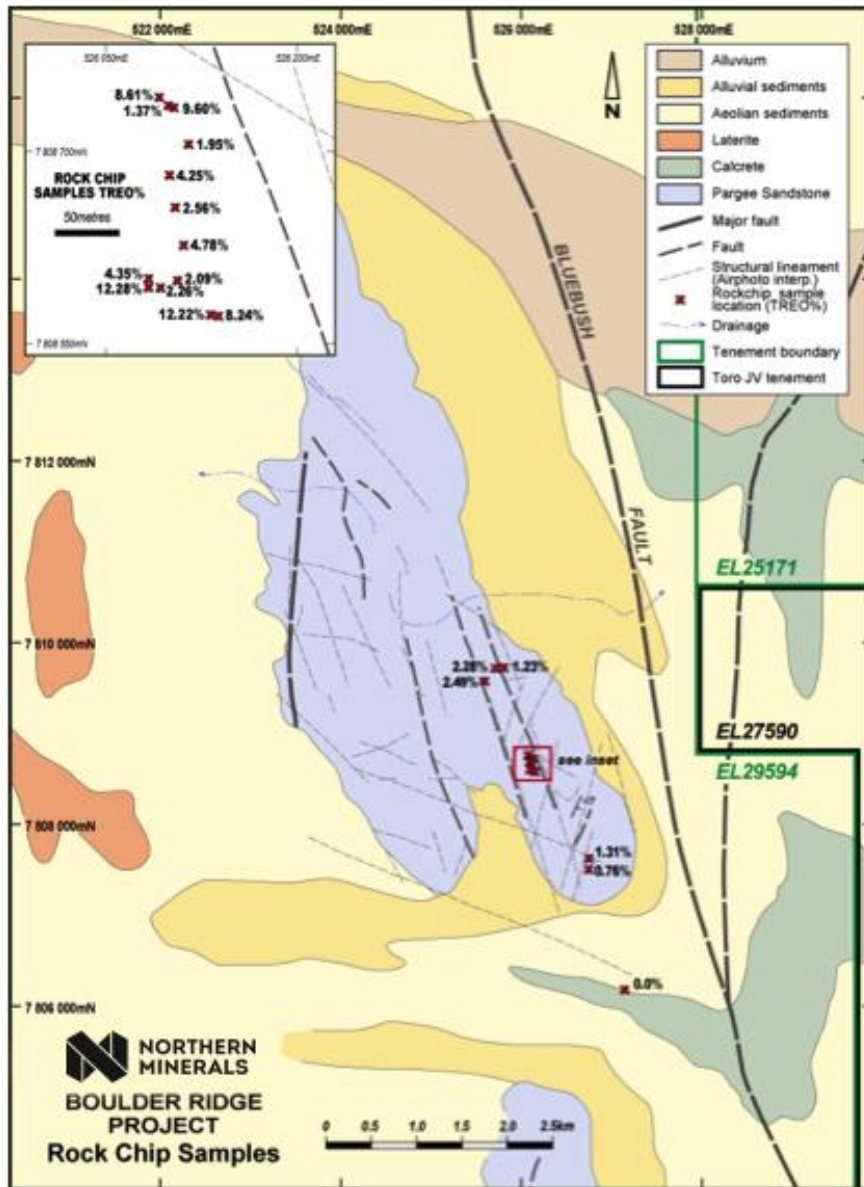 522 000mE
524 000mE
526 000mE
528 000mE
526 050mE
526 200mE
8.61%
1.37%
9.60%
1.95%
7 808 700mN
ROCK CHIP
SAMPLES TREO%
4.25%
50metres
2.56%
4.78%
4.35%
2.09%
12.28%
2.26%
12.22%
8.24%
7 808 550mN
N
Alluvium
Alluvial sediments
Aeolian sediments
Laterite
Calcrete
Pargee Sandstone
Major fault
Fault
Structural lineament
(Airphoto interp.)
Rockchip sample
location (TREO%)
Drainage
Tenement boundary
Toro JV tenement
BLUEBUSH
FAULT
7 812 000mN
EL25171
7 810 000mN
2.28%
1.23%
2.49%
EL27590
see inset
EL29594
7 808 000mN
1.31%
0.76%
0.0%
7 806 000mN
NORTHERN
MINERALS
BOULDER RIDGE
PROJECT
Rock Chip Samples
0 0.5 1.0 1.5 2.0 2.5km